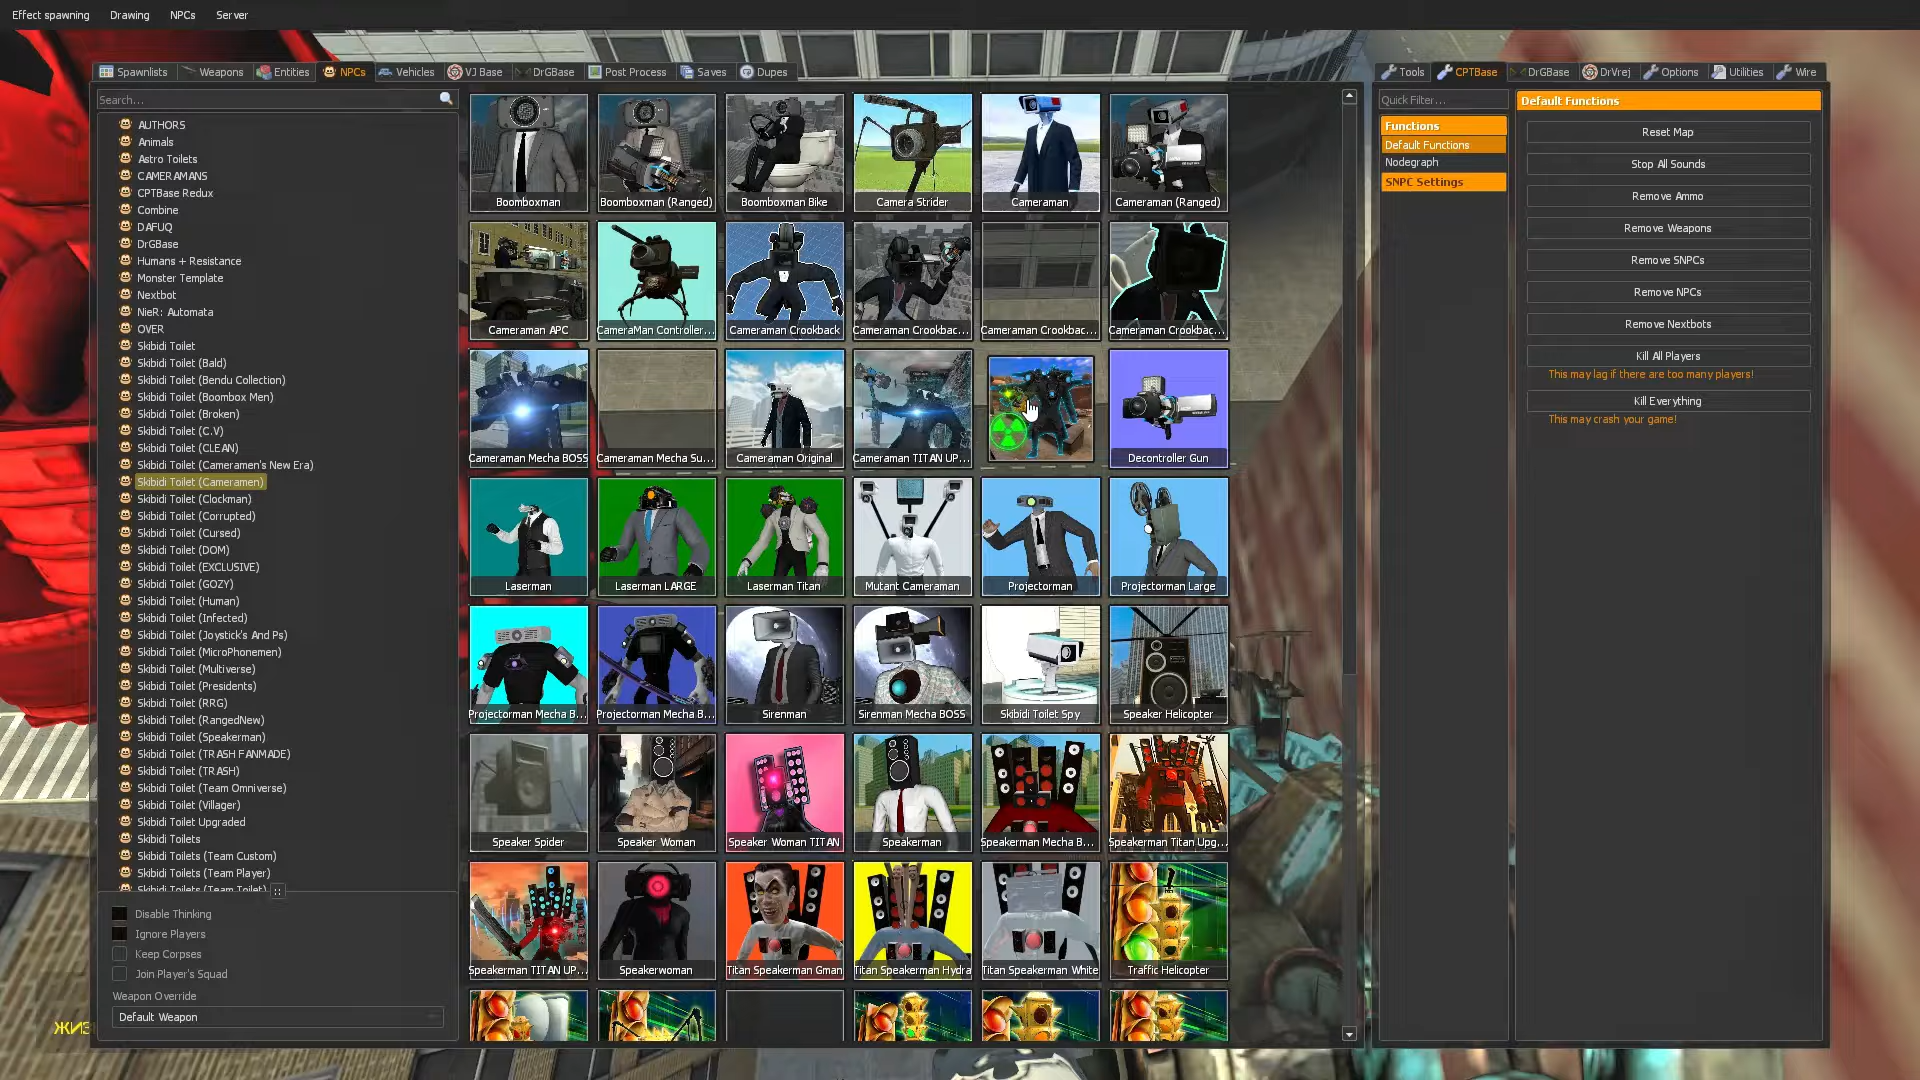 Effect spawning Drawing NPCs Server
Spawnlists Weapons Entities NPCs Vehicles VJ Base DrGBase Post Process Saves Dupes
Tools CPTBase DrGBase DrVrej Options Utilities Wire
Search...
AUTHORS
Animals
Astro Toilets
CAMERAMANS
CPTBase Redux
Combine
DAFUQ
DrGBase
Humans + Resistance
Monster Template
Nextbot
NieR: Automata
OVER
Skibidi Toilet
Skibidi Toilet (Bald)
Skibidi Toilet (Bendu Collection)
Skibidi Toilet (Boombox Men)
Skibidi Toilet (Broken)
Skibidi Toilet (C.V)
Skibidi Toilet (CLEAN)
Skibidi Toilet (Cameramen's New Era)
Skibidi Toilet (Cameramen)
Skibidi Toilet (Clockman)
Skibidi Toilet (Corrupted)
Skibidi Toilet (Cursed)
Skibidi Toilet (DOM)
Skibidi Toilet (EXCLUSIVE)
Skibidi Toilet (GOZY)
Skibidi Toilet (Human)
Skibidi Toilet (Infected)
Skibidi Toilet (Joystick's And Ps)
Skibidi Toilet (MicroPhonemen)
Skibidi Toilet (Multiverse)
Skibidi Toilet (Presidents)
Skibidi Toilet (RRG)
Skibidi Toilet (RangedNew)
Skibidi Toilet (Speakerman)
Skibidi Toilet (TRASH FANMADE)
Skibidi Toilet (TRASH)
Skibidi Toilet (Team Omniverse)
Skibidi Toilet (Villager)
Skibidi Toilet Upgraded
Skibidi Toilets
Skibidi Toilets (Team Custom)
Skibidi Toilets (Team Player)
Skibidi Toilets (Team Toilet)
Disable Thinking
Ignore Players
Keep Corpses
Join Player's Squad
Weapon Override
Default Weapon
ЖИЗ
Boomboxman Boomboxman (Ranged) Boomboxman Bike Camera Strider Cameraman Cameraman (Ranged)
Cameraman APC CameraMan Controller... Cameraman Crookback Cameraman Crookbac... Cameraman Crookbac... Cameraman Crookbac...
Cameraman Mecha BOSS Cameraman Mecha Su... Cameraman Original Cameraman TITAN UP... Decontroller Gun
Laserman Laserman LARGE Laserman Titan Mutant Cameraman Projectorman Projectorman Large
Projectorman Mecha B... Projectorman Mecha B... Sirenman Sirenman Mecha BOSS Skibidi Toilet Spy Speaker Helicopter
Speaker Spider Speaker Woman Speaker Woman TITAN Speakerman Speakerman Mecha B... Speakerman Titan Upg...
Speakerman TITAN UP... Speakerwoman Titan Speakerman Gman Titan Speakerman Hydra Titan Speakerman White Traffic Helicopter
Quick Filter...
Functions
Default Functions
Nodegraph
SNPC Settings
Default Functions
Reset Map
Stop All Sounds
Remove Ammo
Remove Weapons
Remove SNPCs
Remove NPCs
Remove Nextbots
Kill All Players
This may lag if there are too many players!
Kill Everything
This may crash your game!